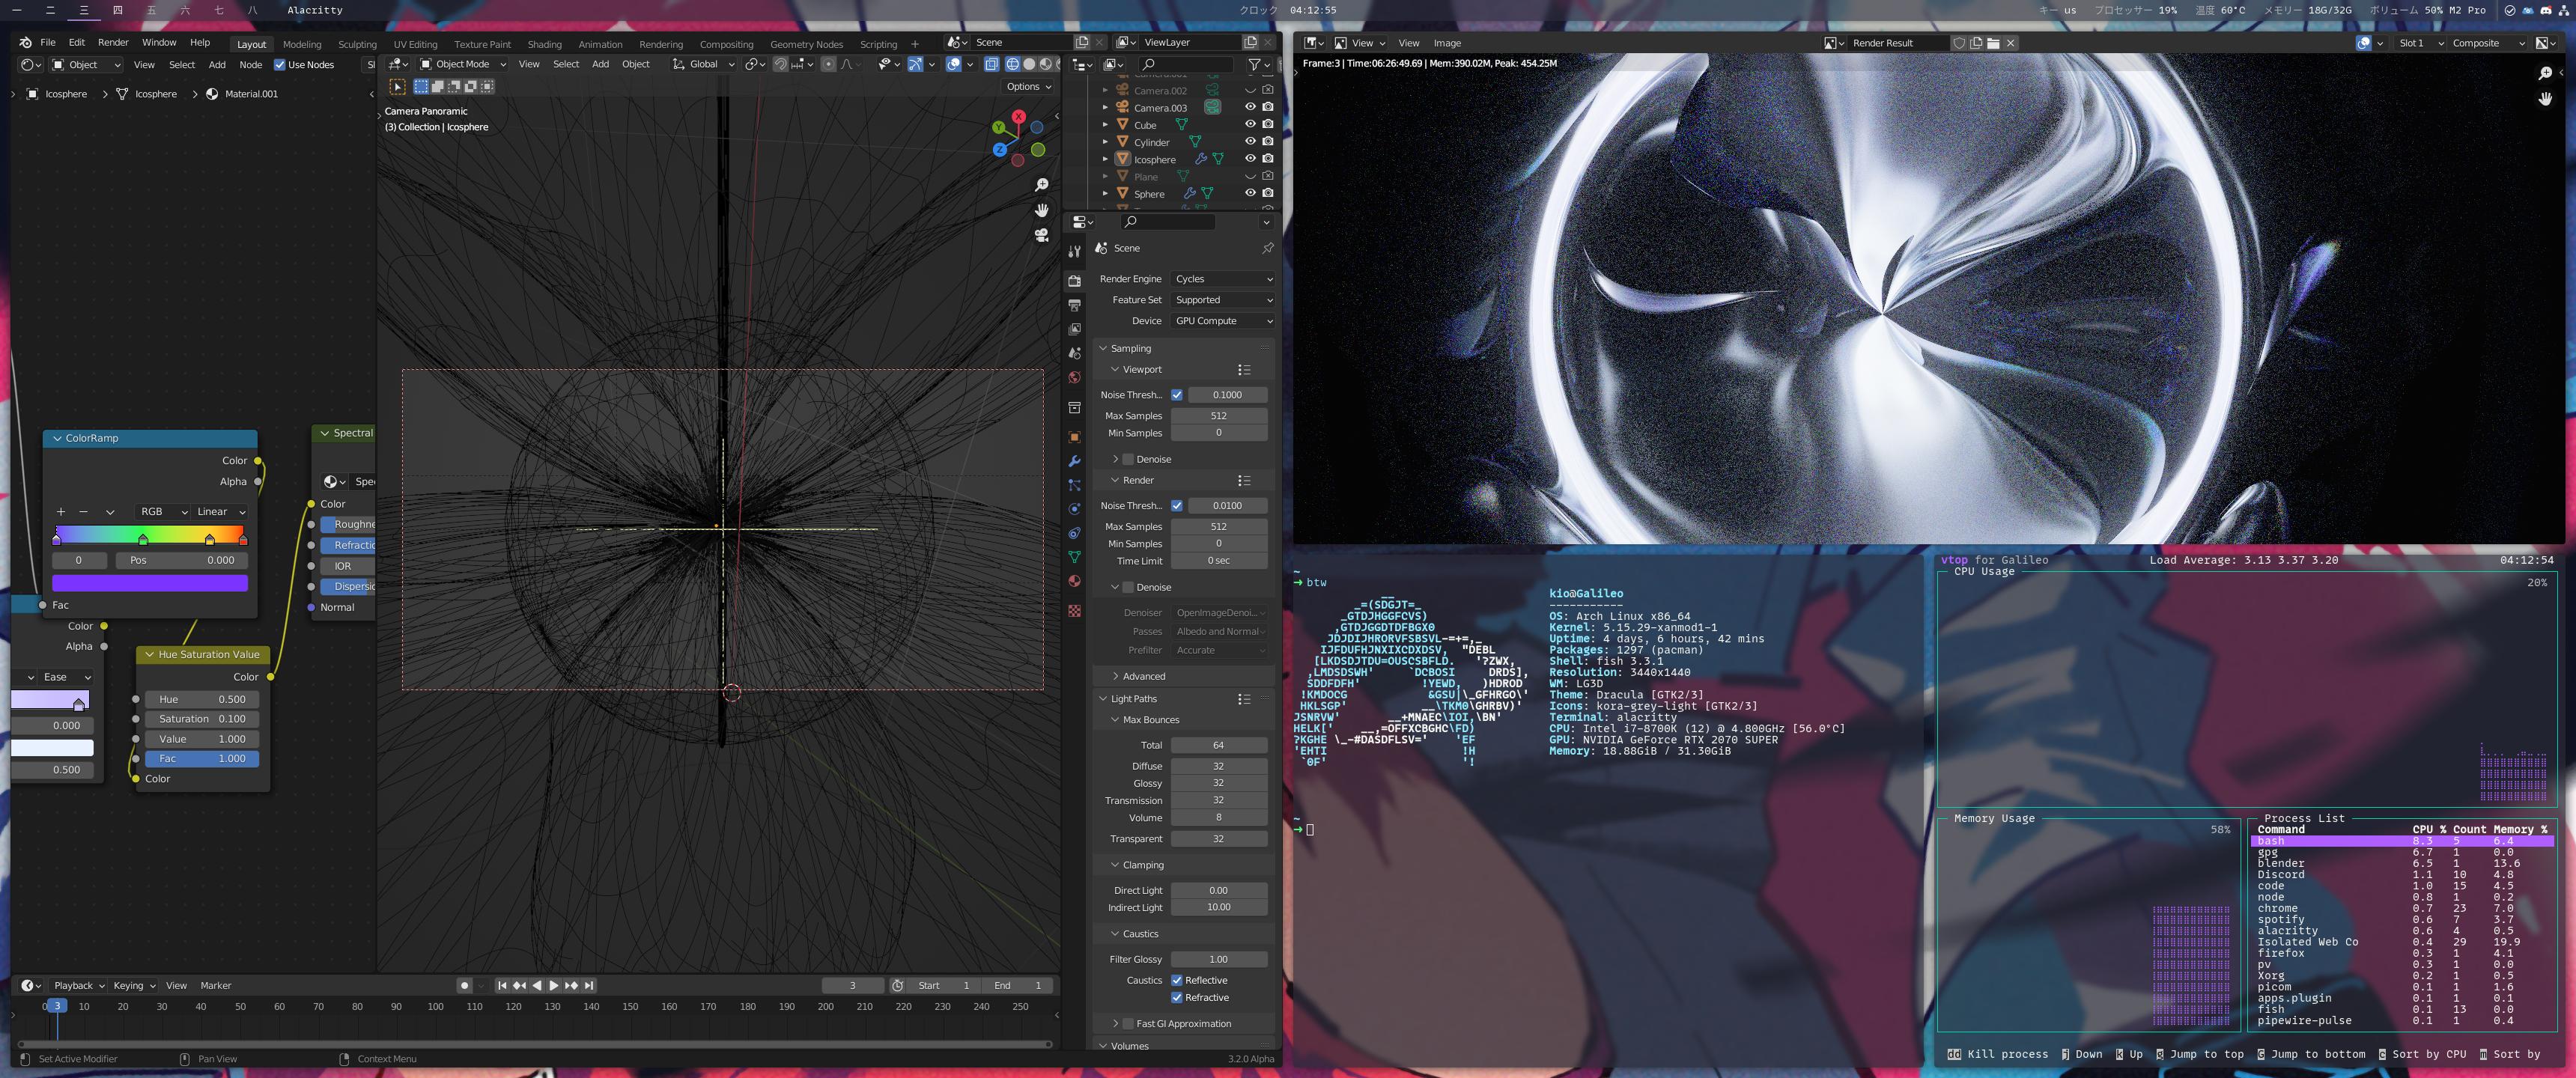 一 二 三 四 五 六 七 八 Alacritty
クロック 04:12:55
キー us プロセッサー 19% 温度 60°C メモリー 18G/32G ボリューム 50% M2 Pro
File Edit Render Window Help Layout Modeling Sculpting UV Editing Texture Paint Shading Animation Rendering Compositing Geometry Nodes Scripting + Scene ViewLayer
Object View Select Add Node Use Nodes
Icosphere > Icosphere > Material.001
ColorRamp
Color
Alpha
+ − RGB Linear
0 Pos 0.000
Fac
Color
Alpha
Ease
0.000
0.500
Hue Saturation Value
Color
Hue 0.500
Saturation 0.100
Value 1.000
Fac 1.000
Color
Spectral
Spec
Color
Roughne
Refractic
IOR
Dispersic
Normal
Object Mode View Select Add Object Global
Options
Camera Panoramic
(3) Collection | Icosphere
X
Y
Z
Camera.002
Camera.003
Cube
Cylinder
Icosphere
Plane
Sphere
Scene
Render Engine Cycles
Feature Set Supported
Device GPU Compute
Sampling
Viewport
Noise Thresh... 0.1000
Max Samples 512
Min Samples 0
Denoise
Render
Noise Thresh... 0.0100
Max Samples 512
Min Samples 0
Time Limit 0 sec
Denoise
Denoiser OpenImageDenoi...
Passes Albedo and Normal
Prefilter Accurate
Advanced
Light Paths
Max Bounces
Total 64
Diffuse 32
Glossy 32
Transmission 32
Volume 8
Transparent 32
Clamping
Direct Light 0.00
Indirect Light 10.00
Caustics
Filter Glossy 1.00
Caustics Reflective
Refractive
Fast GI Approximation
Volumes
Playback Keying View Marker 3 Start 1 End 1
0 3 10 20 30 40 50 60 70 80 90 100 110 120 130 140 150 160 170 180 190 200 210 220 230 240 250
Set Active Modifier Pan View Context Menu 3.2.0 Alpha
View View Image Render Result Slot 1 Composite
Frame:3 | Time:06:26:49.69 | Mem:390.02M, Peak: 454.25M
~
➜ btw
kio@Galileo
-----------
OS: Arch Linux x86_64
Kernel: 5.15.29-xanmod1-1
Uptime: 4 days, 6 hours, 42 mins
Packages: 1297 (pacman)
Shell: fish 3.3.1
Resolution: 3440x1440
WM: LG3D
Theme: Dracula [GTK2/3]
Icons: kora-grey-light [GTK2/3]
Terminal: alacritty
CPU: Intel i7-8700K (12) @ 4.800GHz [56.0°C]
GPU: NVIDIA GeForce RTX 2070 SUPER
Memory: 18.88GiB / 31.30GiB
~
➜
vtop for Galileo Load Average: 3.13 3.37 3.20 04:12:54
CPU Usage
20%
Memory Usage
58%
Process List
Command CPU % Count Memory %
bash 8.3 5 6.4
gpg 6.7 1 0.0
blender 6.5 1 13.6
Discord 1.1 10 4.8
code 1.0 15 4.5
node 0.8 1 0.2
chrome 0.7 23 7.0
spotify 0.6 7 3.7
alacritty 0.6 4 0.5
Isolated Web Co 0.4 29 19.9
firefox 0.3 1 4.1
pv 0.3 1 0.0
Xorg 0.2 1 0.5
picom 0.1 1 1.6
apps.plugin 0.1 1 0.1
fish 0.1 13 0.0
pipewire-pulse 0.1 1 0.4
dd Kill process j Down k Up g Jump to top G Jump to bottom c Sort by CPU m Sort by